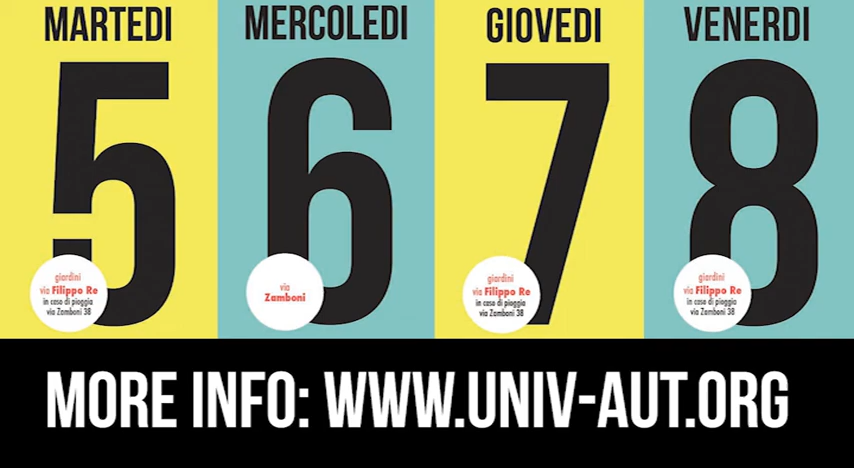 MARTEDI
5
giardini
via Filippo Re
in caso di pioggia
via Zamboni 38
MERCOLEDI
6
via
Zamboni
GIOVEDI
7
giardini
via Filippo Re
in caso di pioggia
via Zamboni 38
VENERDI
8
giardini
via Filippo Re
in caso di pioggia
via Zamboni 38
MORE INFO: WWW.UNIV-AUT.ORG